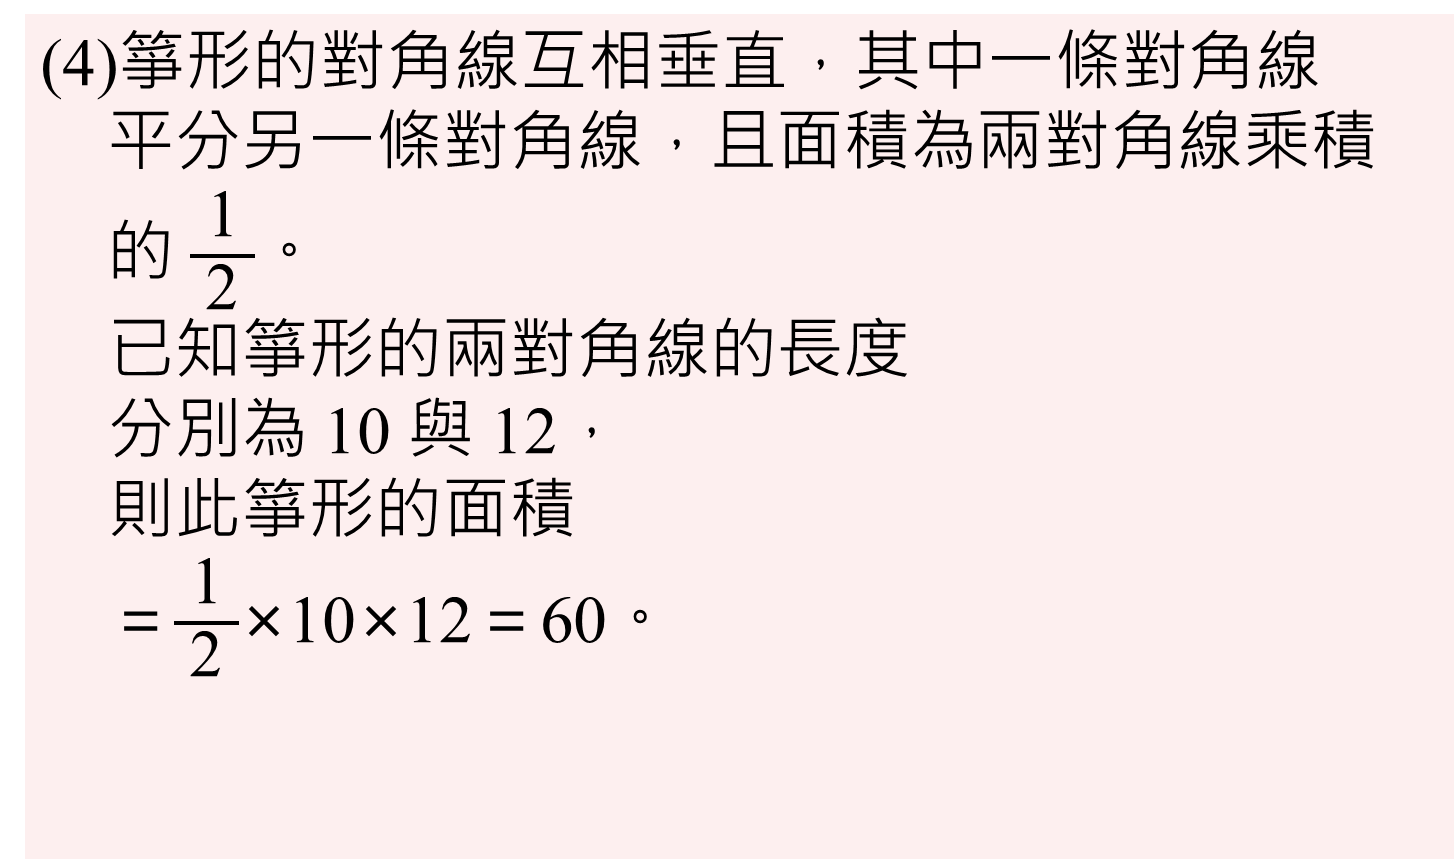 (4)箏形的對角線互相垂直，其中一條對角線
平分另一條對角線，且面積為兩對角線乘積
的 1/2。
已知箏形的兩對角線的長度
分別為 10 與 12，
則此箏形的面積
= 1/2 ×10×12 = 60。